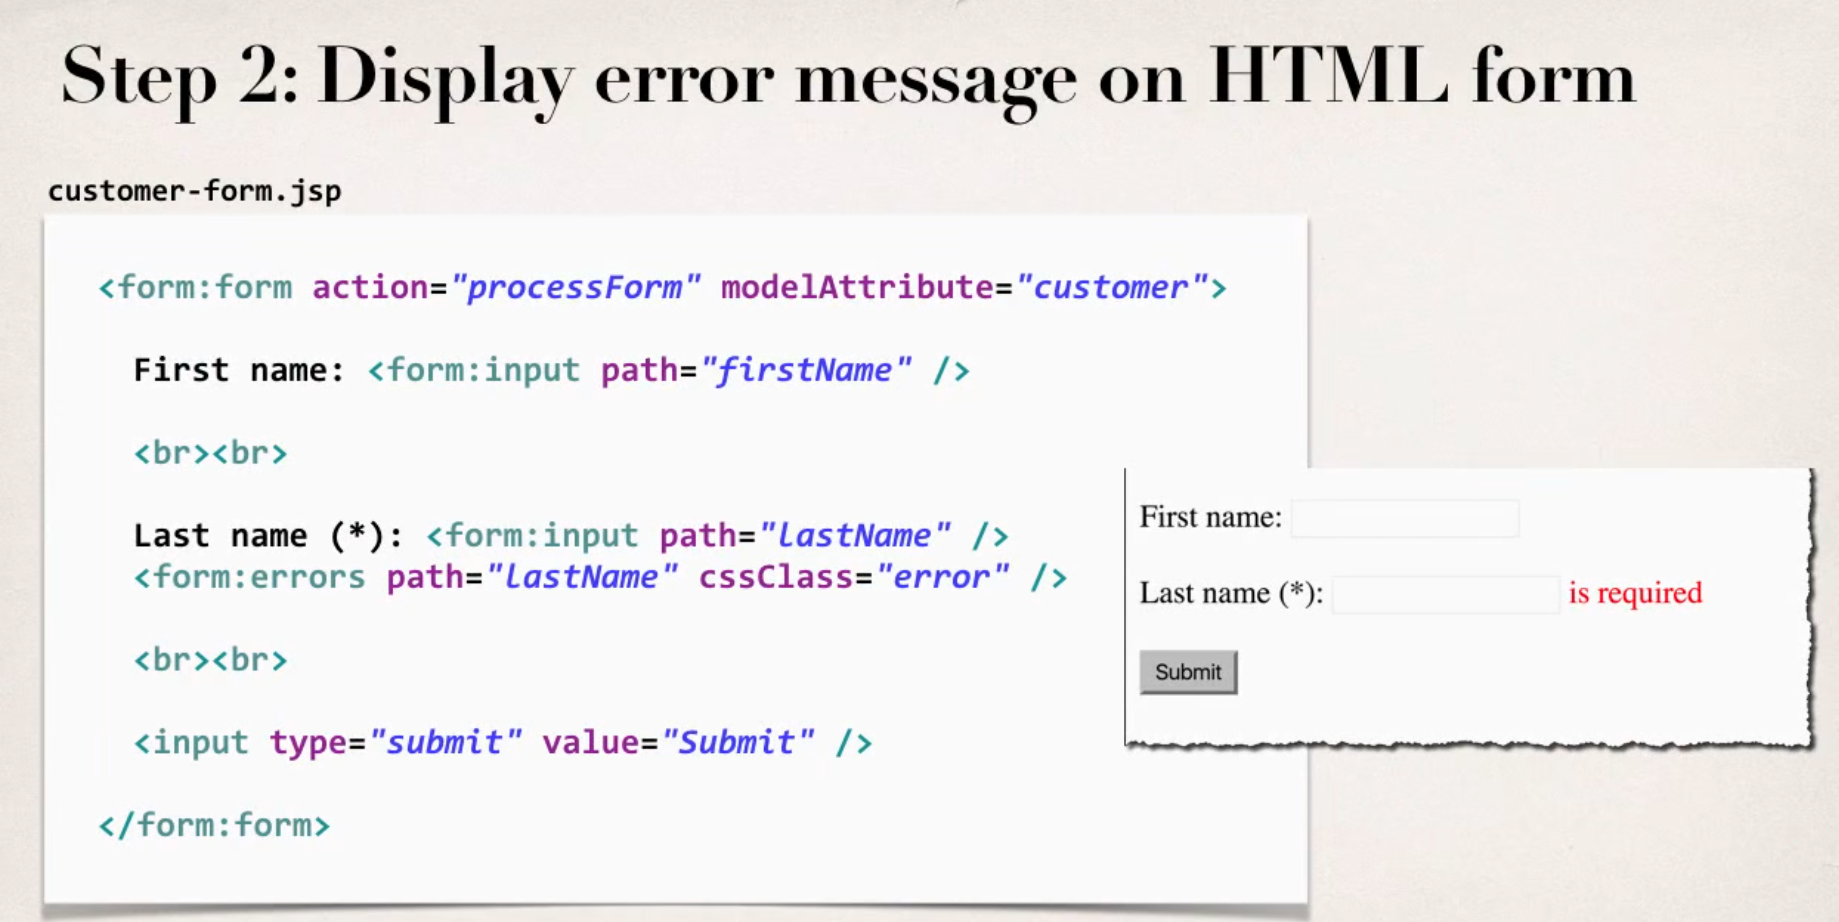 Step 2: Display error message on HTML form
customer-form.jsp
<form:form action="processForm" modelAttribute="customer">
First name: <form:input path="firstName" />
<br><br>
Last name (*): <form:input path="lastName" />
<form:errors path="lastName" cssClass="error" />
<br><br>
<input type="submit" value="Submit" />
</form:form>
First name:
Last name (*): is required
Submit